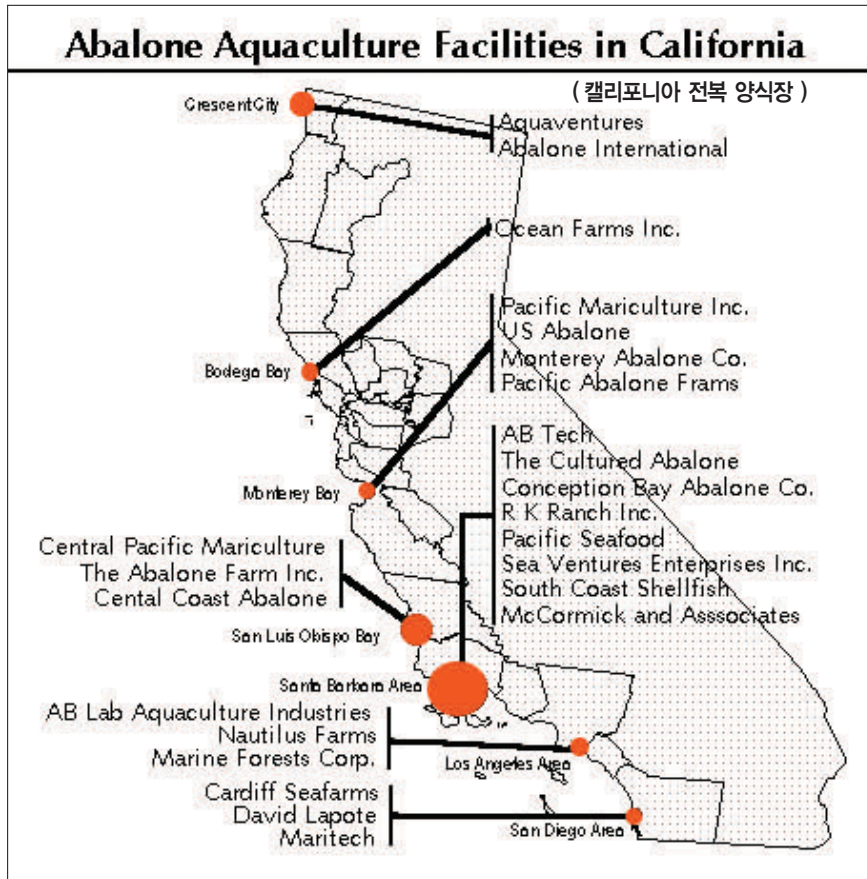 Abalone Aquaculture Facilities in California
( 캘리포니아 전복 양식장 )
CrescentCity
Aquaventures
Abalone International
Ocean Farms Inc.
Bodega Bay
Pacific Mariculture Inc.
US Abalone
Monterey Abalone Co.
Pacific Abalone Frams
Monterey Bay
AB Tech
The Cultured Abalone
Conception Bay Abalone Co.
R K Ranch Inc.
Pacific Seafood
Sea Ventures Enterprises Inc.
South Coast Shellfish
McCormick and Asssociates
Central Pacific Mariculture
The Abalone Farm Inc.
Cental Coast Abalone
San Luis Obispo Bay
Santa Barbara Area
AB Lab Aquaculture Industries
Nautilus Farms
Marine Forests Corp.
Los Angeles Area
Cardiff Seafarms
David Lapote
Maritech
San Diego Area